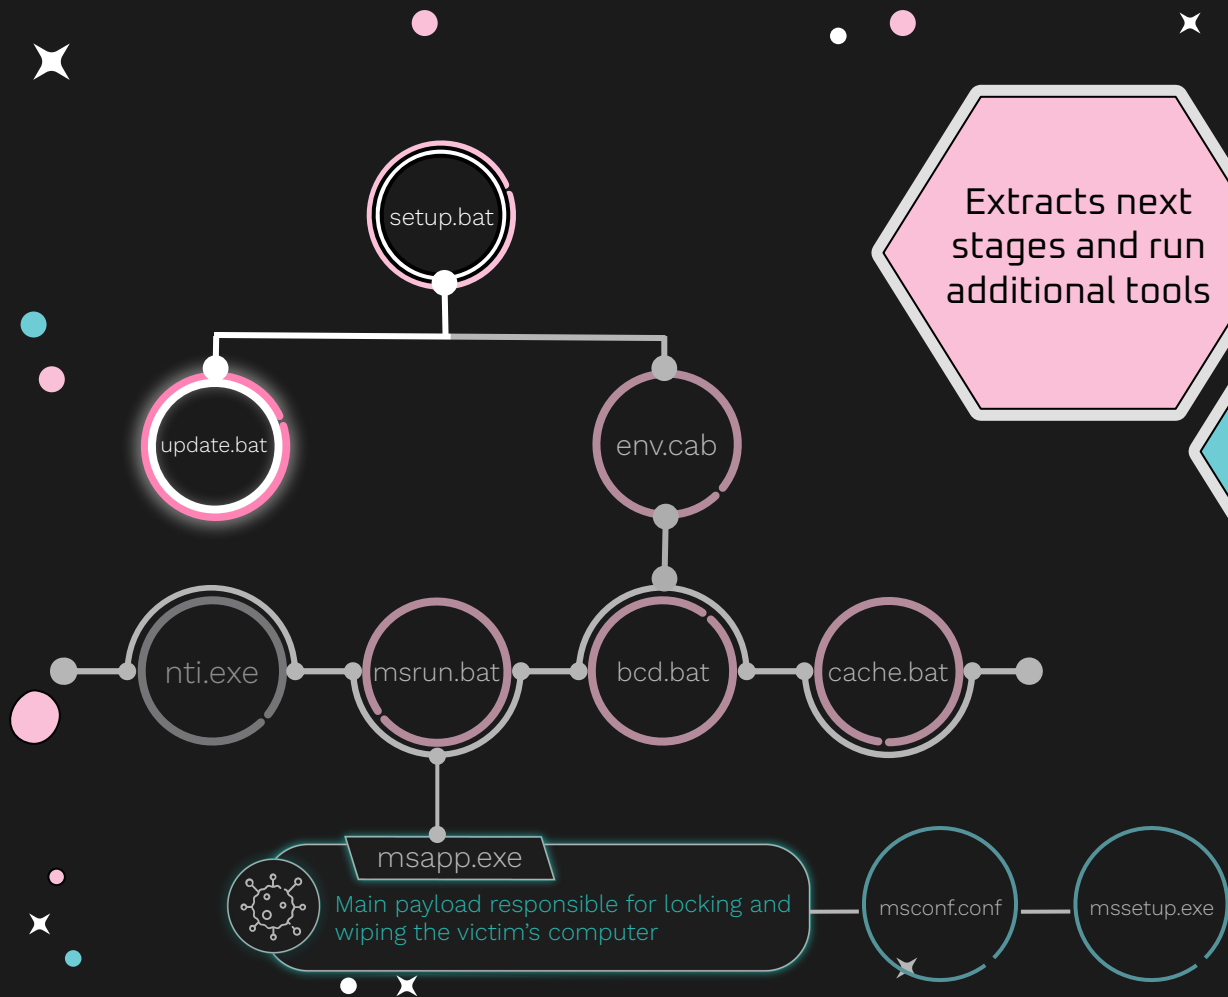 Extracts next
stages and run
additional tools
setup.bat
update.bat
env.cab
nti.exe
msrun.bat
bcd.bat
cache.bat
msapp.exe
Main payload responsible for locking and
wiping the victim's computer
msconf.conf
mssetup.exe